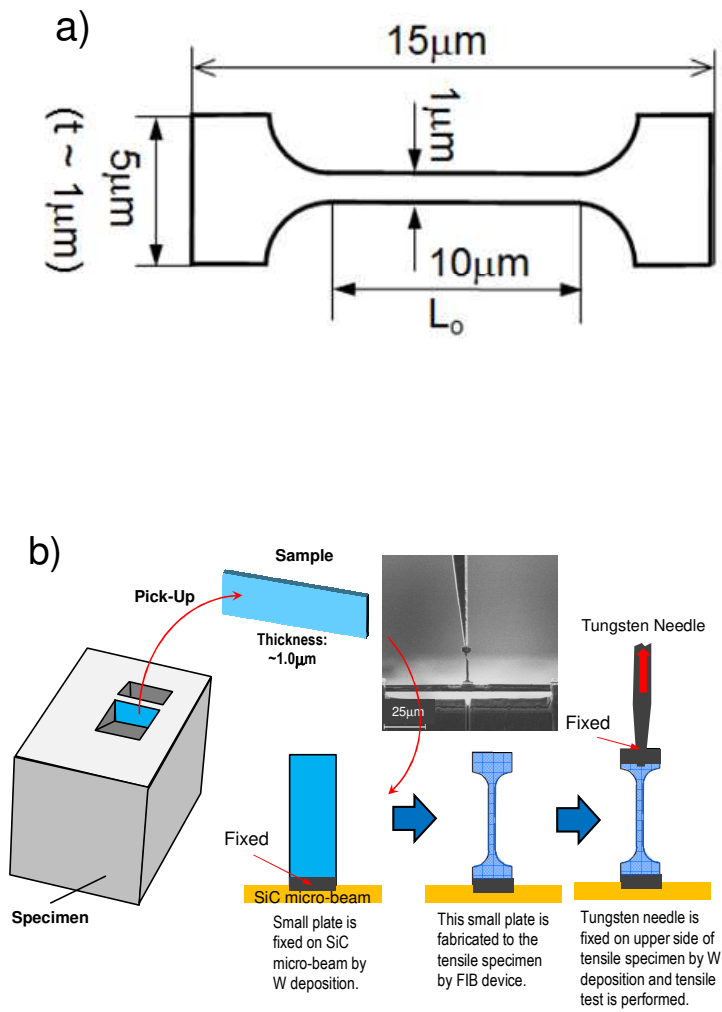 a)
15μm
1μm
(t ~ 1μm)
5μm
10μm
Lo
b)
Sample
Pick-Up
Thickness:
~1.0μm
Tungsten Needle
25μm
Fixed
Fixed
SiC micro-beam
Specimen
Small plate is
fixed on SiC
micro-beam by
W deposition.
This small plate is
fabricated to the
tensile specimen
by FIB device.
Tungsten needle is
fixed on upper side of
tensile specimen by W
deposition and tensile
test is performed.